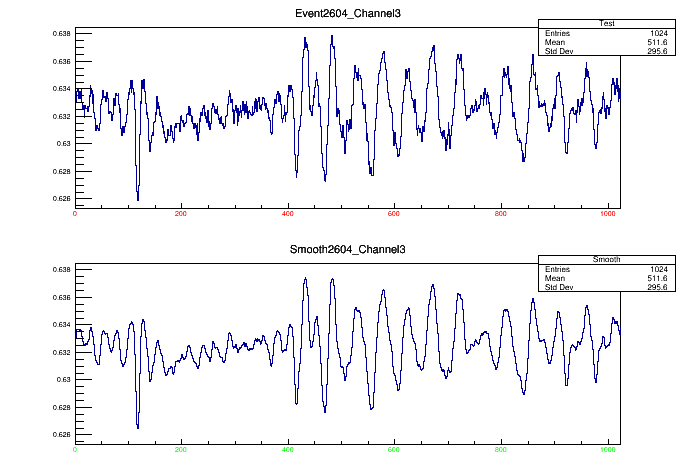 Event2604_Channel3
Test
Entries 1024
Mean 511.6
Std Dev 295.6
0.638
0.636
0.634
0.632
0.63
0.628
0.626
0 200 400 600 800 1000
Smooth2604_Channel3
Smooth
Entries 1024
Mean 511.6
Std Dev 295.6
0.638
0.636
0.634
0.632
0.63
0.628
0.626
0 200 400 600 800 1000